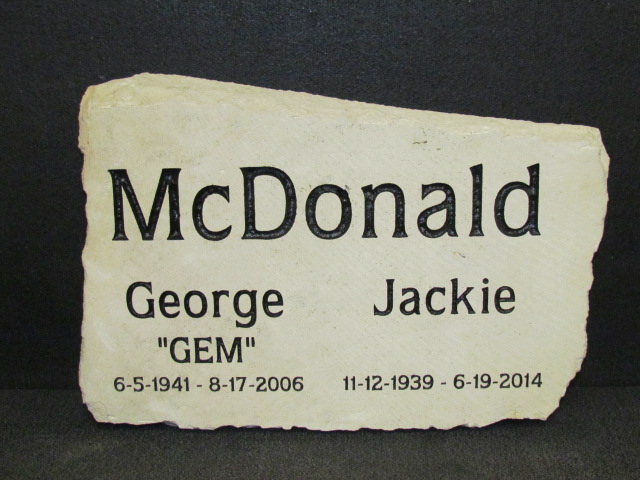 McDonald
George Jackie
"GEM"
6-5-1941 - 8-17-2006 11-12-1939 - 6-19-2014